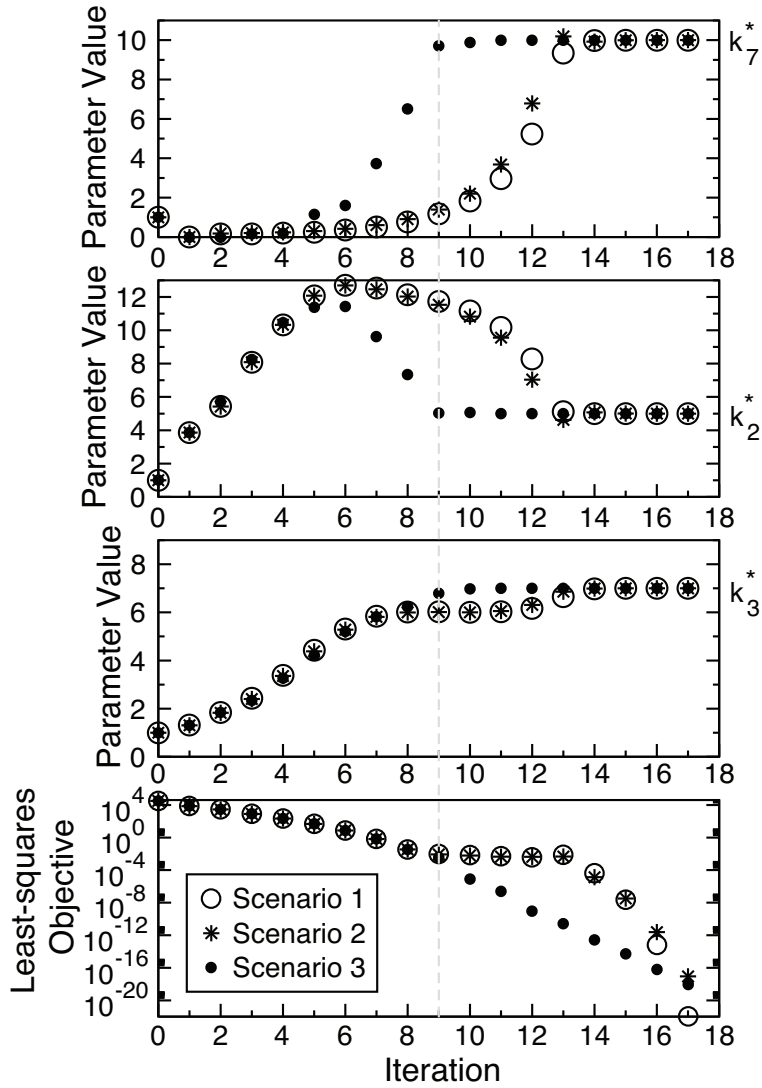 Parameter Value
10
8
6
4
2
0
0 2 4 6 8 10 12 14 16 18
k*7
Parameter Value
12
10
8
6
4
2
0
0 2 4 6 8 10 12 14 16 18
k*2
Parameter Value
8
6
4
2
0
0 2 4 6 8 10 12 14 16 18
k*3
Least-squares
Objective
10^4
10^0
10^-4
10^-8
10^-12
10^-16
10^-20
Scenario 1
Scenario 2
Scenario 3
0 2 4 6 8 10 12 14 16 18
Iteration